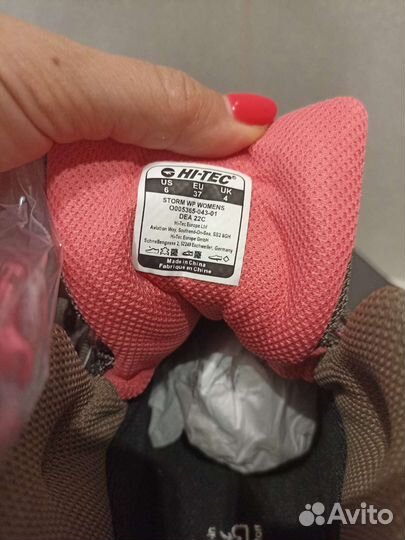 HI-TEC®
US EU UK
6 37 4
STORM WP WOMENS
O005365-043-01
DEA 22C
Hi-Tec Europe Ltd
Aviation Way, Southend-On-Sea, SS2 6GH
Hi-Tec Europe GmbH
Schnellengasse 2, 52249 Eschweiler, Germany
Made in China
Fabrique en Chine
Avito